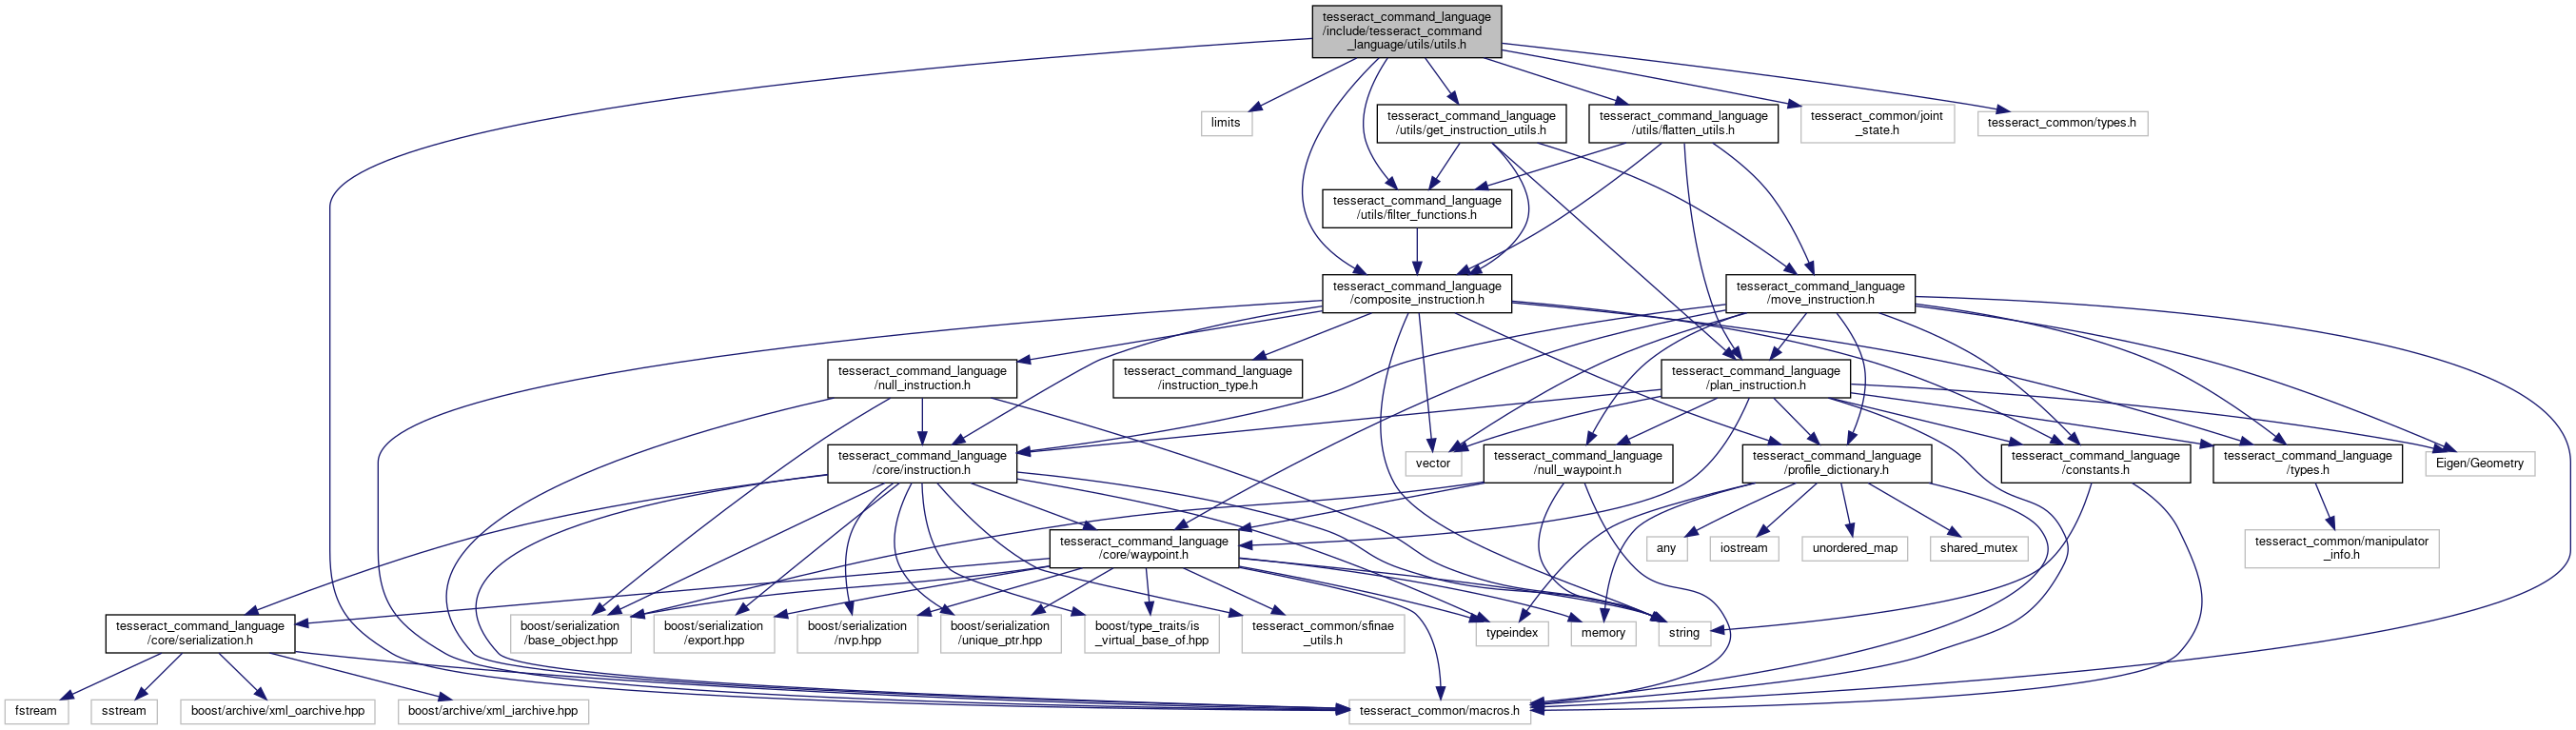 tesseract_command_language
/include/tesseract_command
_language/utils/utils.h
limits
tesseract_command_language
/utils/get_instruction_utils.h
tesseract_command_language
/utils/flatten_utils.h
tesseract_common/joint
_state.h
tesseract_common/types.h
tesseract_command_language
/utils/filter_functions.h
tesseract_command_language
/composite_instruction.h
tesseract_command_language
/move_instruction.h
tesseract_command_language
/null_instruction.h
tesseract_command_language
/instruction_type.h
tesseract_command_language
/plan_instruction.h
tesseract_command_language
/core/instruction.h
vector
tesseract_command_language
/null_waypoint.h
tesseract_command_language
/profile_dictionary.h
tesseract_command_language
/constants.h
tesseract_command_language
/types.h
Eigen/Geometry
tesseract_command_language
/core/waypoint.h
any
iostream
unordered_map
shared_mutex
tesseract_common/manipulator
_info.h
tesseract_command_language
/core/serialization.h
boost/serialization
/base_object.hpp
boost/serialization
/export.hpp
boost/serialization
/nvp.hpp
boost/serialization
/unique_ptr.hpp
boost/type_traits/is
_virtual_base_of.hpp
tesseract_common/sfinae
_utils.h
typeindex
memory
string
fstream
sstream
boost/archive/xml_oarchive.hpp
boost/archive/xml_iarchive.hpp
tesseract_common/macros.h